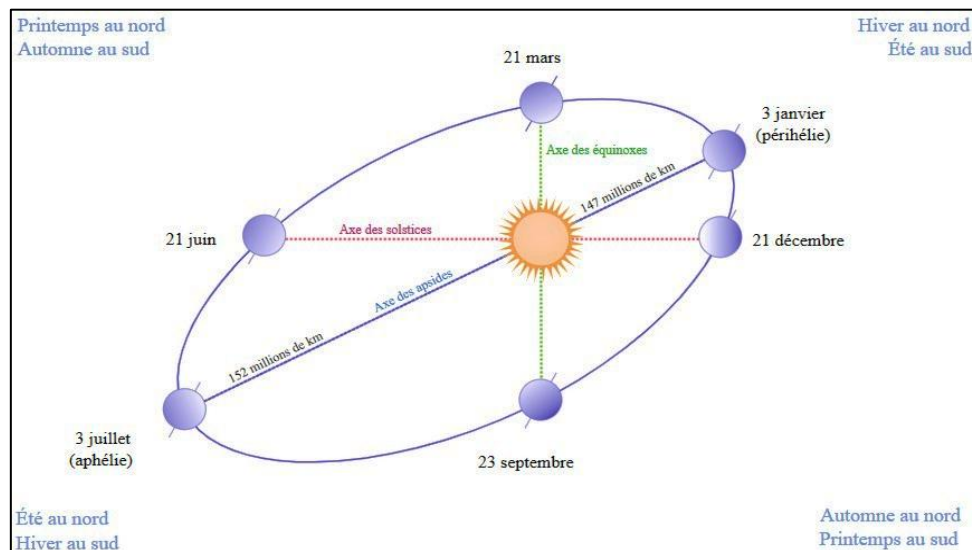 Printemps au nord
Automne au sud
Hiver au nord
Été au sud
21 mars
3 janvier
(périhélie)
Axe des équinoxes
147 millions de km
21 juin
Axe des solstices
21 décembre
Axe des apsides
152 millions de km
3 juillet
(aphélie)
23 septembre
Été au nord
Hiver au sud
Automne au nord
Printemps au sud